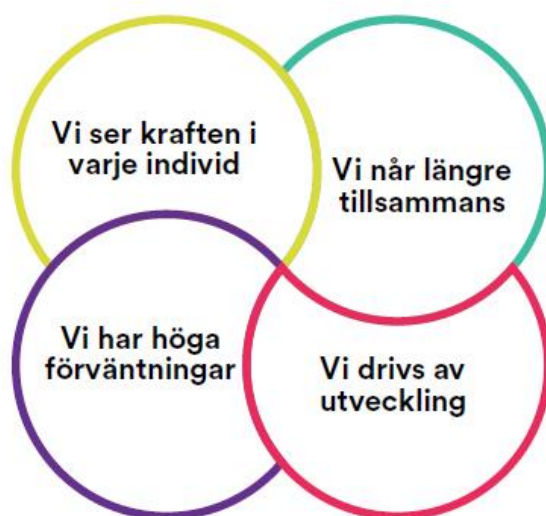 Vi ser kraften i
varje individ
Vi når längre
tillsammans
Vi har höga
förväntningar
Vi drivs av
utveckling